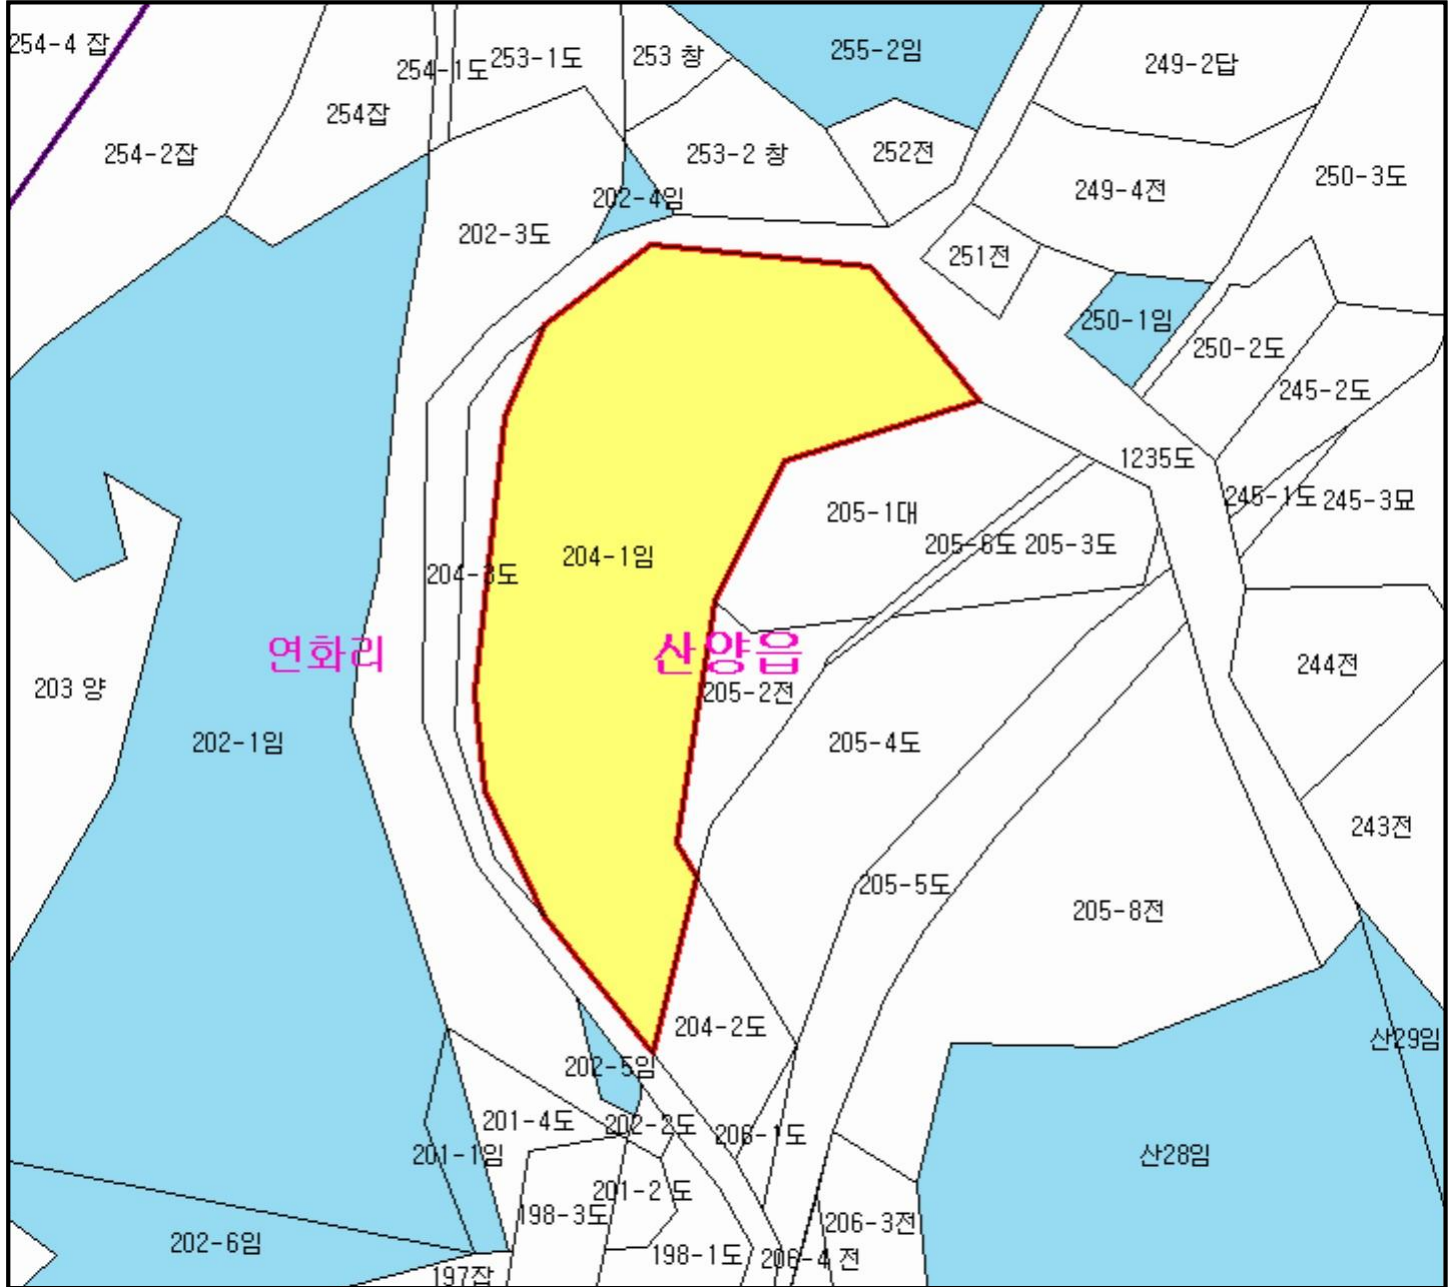 254-4 잡
254-1도
253-1도
253 창
255-2임
249-2답
254잡
254-2잡
253-2 창
252전
250-3도
249-4전
202-4임
202-3도
251전
250-1임
250-2도
245-2도
1235도
245-1도
245-3묘
205-1대
205-6도
205-3도
204-1임
204-3도
연화리
산양읍
244전
203 양
205-2전
202-1임
205-4도
243전
205-5도
205-8전
204-2도
산29임
202-5임
201-4도
202-2도
206-1도
201-1임
산28임
201-2 도
198-3도
206-3전
202-6임
198-1도
206-4 전
197잡